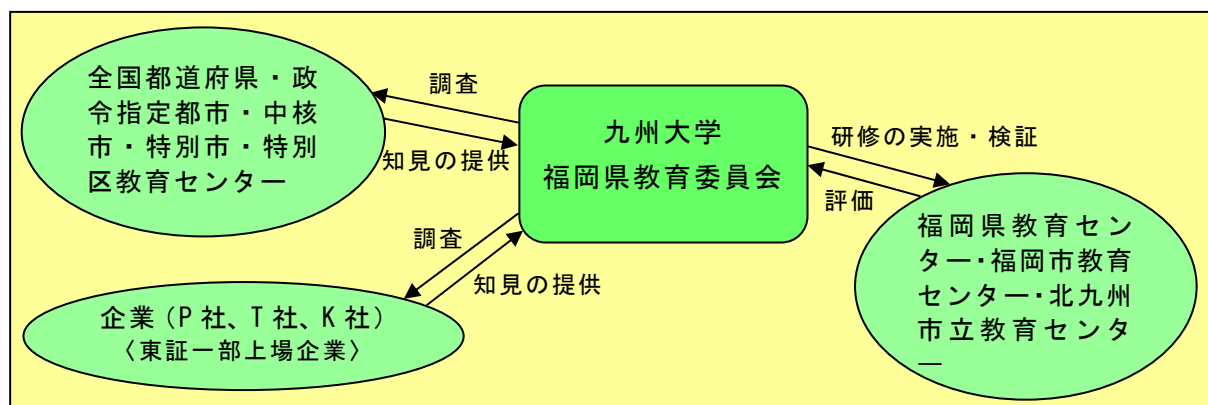 全国都道府県・政
令指定都市・中核
市・特別市・特別
区教育センター
調査
知見の提供
九州大学
福岡県教育委員会
研修の実施・検証
評価
福岡県教育セン
ター・福岡市教育
センター・北九州
市立教育センタ
ー
調査
知見の提供
企業（P社、T社、K社）
〈東証一部上場企業〉